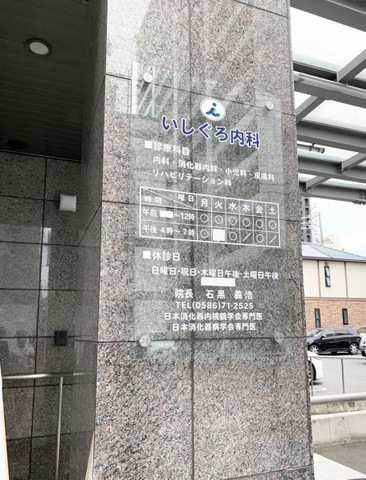 いしぐろ内科
■診療科目
内科・消化器内科・小児科・皮膚科
リハビリテーション科
時間 曜日 月 火 水 木 金 土
午前 〜12時 ○ ○ ○ ○ ○ ○
午後 4時〜7時 ○ ○ / ○ /
■休診日
日曜日・祝日・木曜日午後・土曜日午後
院長 石黒 義浩
TEL(0586)71-2525
日本消化器内視鏡学会専門医
日本消化器病学会専門医